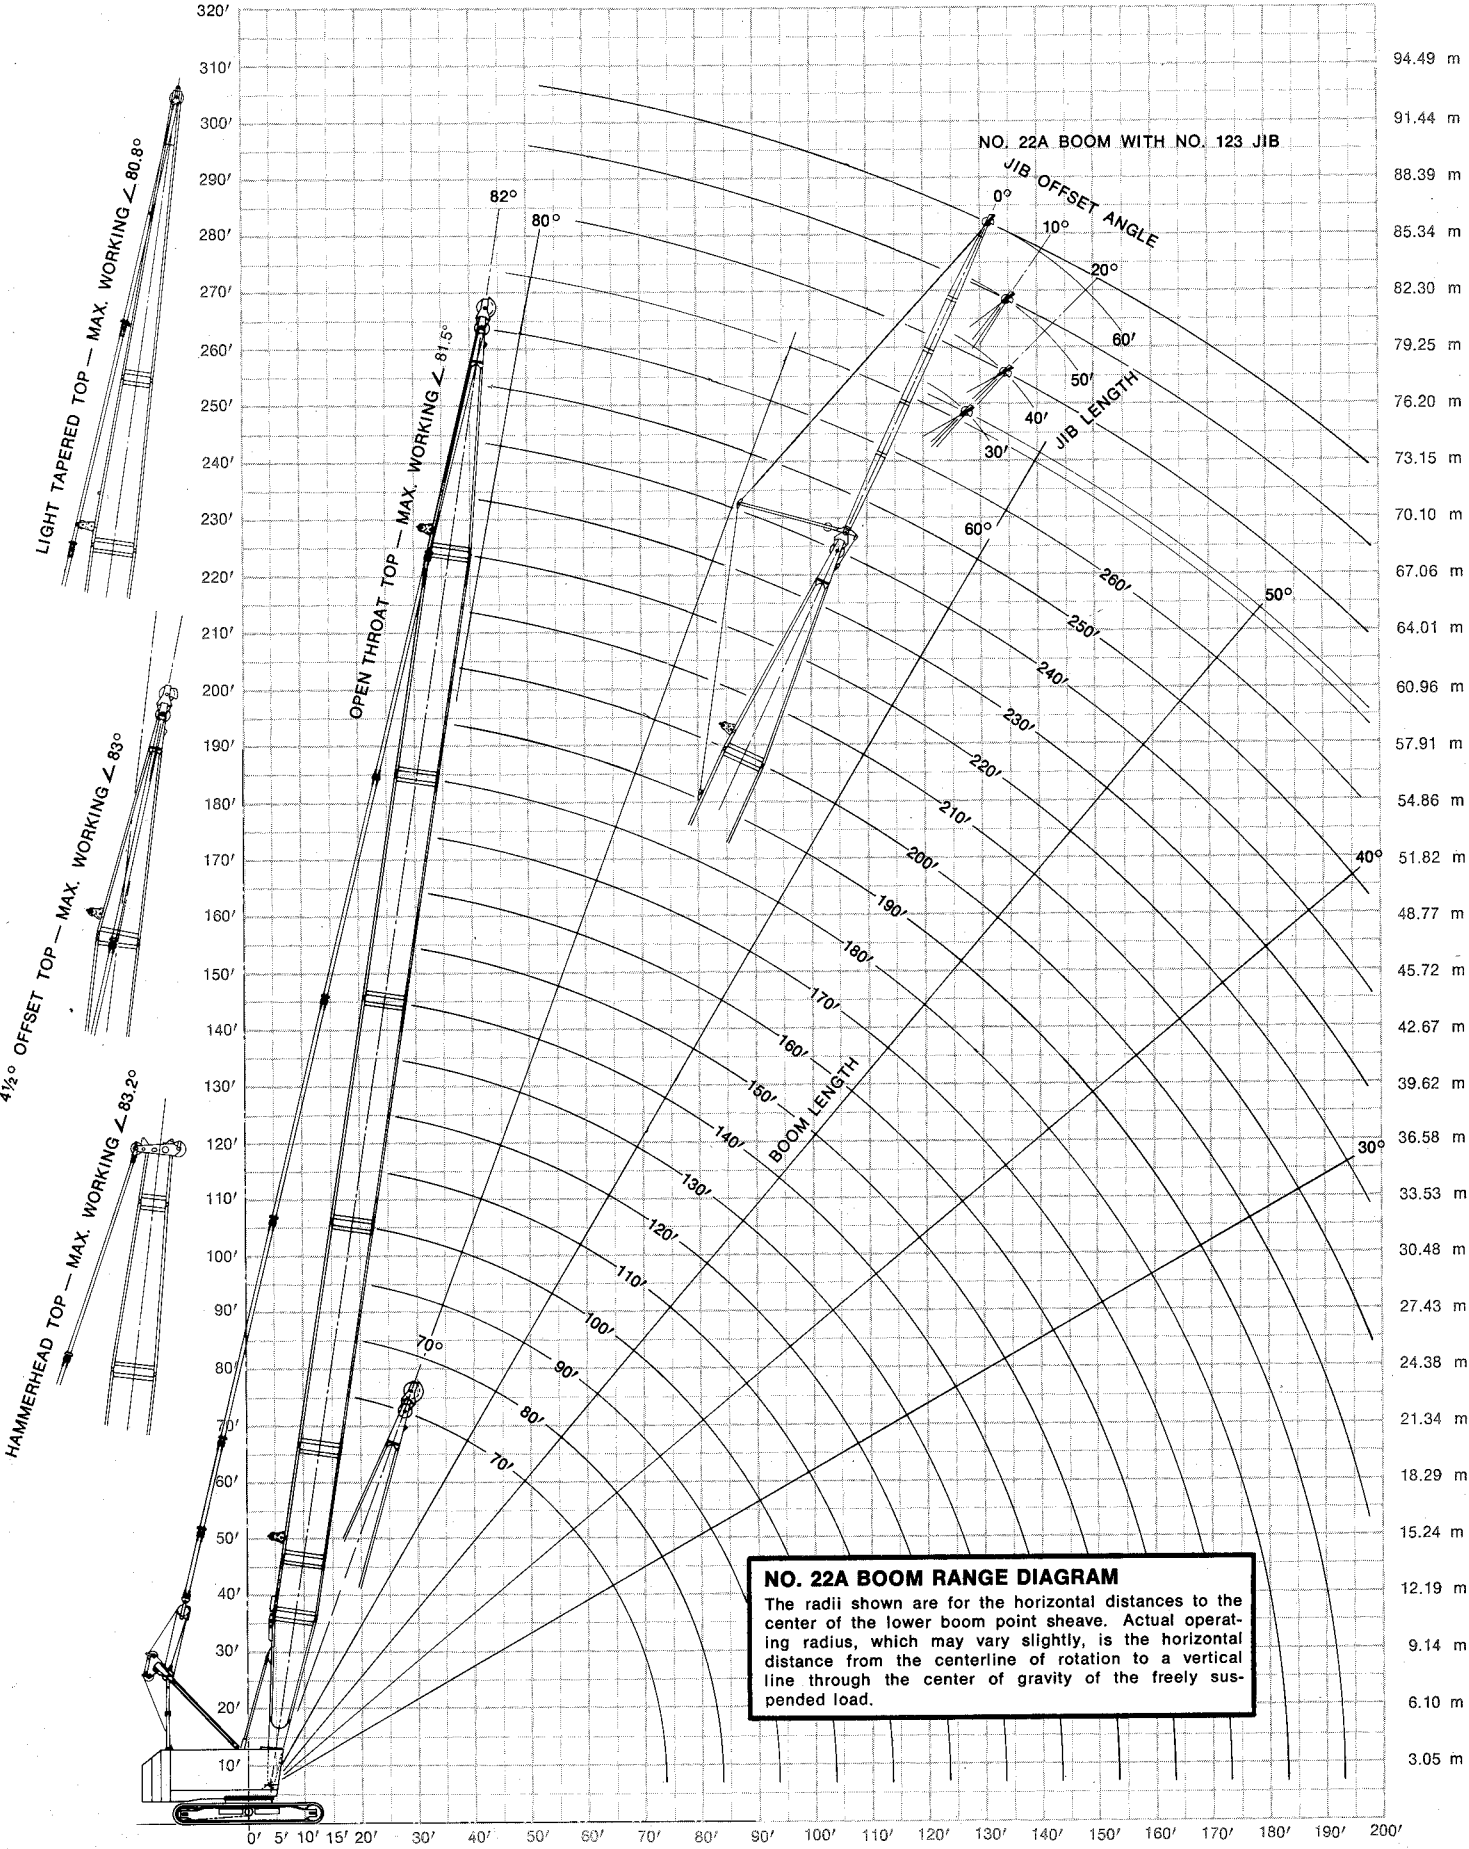 320′
310′
300′
290′
280′
270′
260′
250′
240′
230′
220′
210′
200′
190′
180′
170′
160′
150′
140′
130′
120′
110′
100′
90′
80′
70′
60′
50′
40′
30′
20′
10′
LIGHT TAPERED TOP — MAX. WORKING ∠ 80.8°
4½° OFFSET TOP — MAX. WORKING ∠ 83°
HAMMERHEAD TOP — MAX. WORKING ∠ 83.2°
OPEN THROAT TOP — MAX. WORKING ∠ 81.5°
82°
80°
NO. 22A BOOM WITH NO. 123 JIB
JIB OFFSET ANGLE
0°
10°
20°
60′
50′
40′
30′
JIB LENGTH
60°
50°
40°
30°
70°
260′
250′
240′
230′
220′
210′
200′
190′
180′
170′
160′
150′
140′
130′
120′
110′
100′
90′
80′
70′
BOOM LENGTH
NO. 22A BOOM RANGE DIAGRAM
The radii shown are for the horizontal distances to the
center of the lower boom point sheave. Actual operat-
ing radius, which may vary slightly, is the horizontal
distance from the centerline of rotation to a vertical
line through the center of gravity of the freely sus-
pended load.
94.49 m
91.44 m
88.39 m
85.34 m
82.30 m
79.25 m
76.20 m
73.15 m
70.10 m
67.06 m
64.01 m
60.96 m
57.91 m
54.86 m
51.82 m
48.77 m
45.72 m
42.67 m
39.62 m
36.58 m
33.53 m
30.48 m
27.43 m
24.38 m
21.34 m
18.29 m
15.24 m
12.19 m
9.14 m
6.10 m
3.05 m
0′ 5′ 10′ 15′ 20′ 30′ 40′ 50′ 60′ 70′ 80′ 90′ 100′ 110′ 120′ 130′ 140′ 150′ 160′ 170′ 180′ 190′ 200′